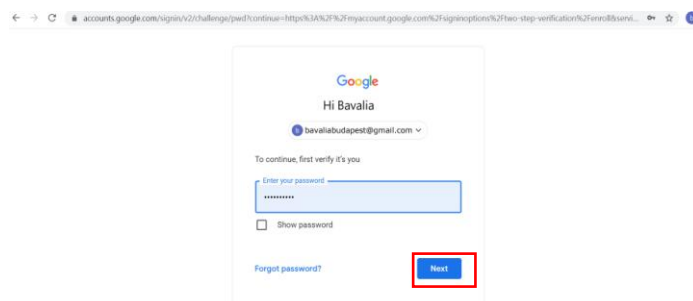 accounts.google.com/signin/v2/challenge/pwd?continue=https%3A%2F%2Fmyaccount.google.com%2Fsigninoptions%2Ftwo-step-verification%2Fenroll&servi...
Google
Hi Bavalia
b bavaliabudapest@gmail.com
To continue, first verify it's you
Enter your password
••••••••••
Show password
Forgot password? Next